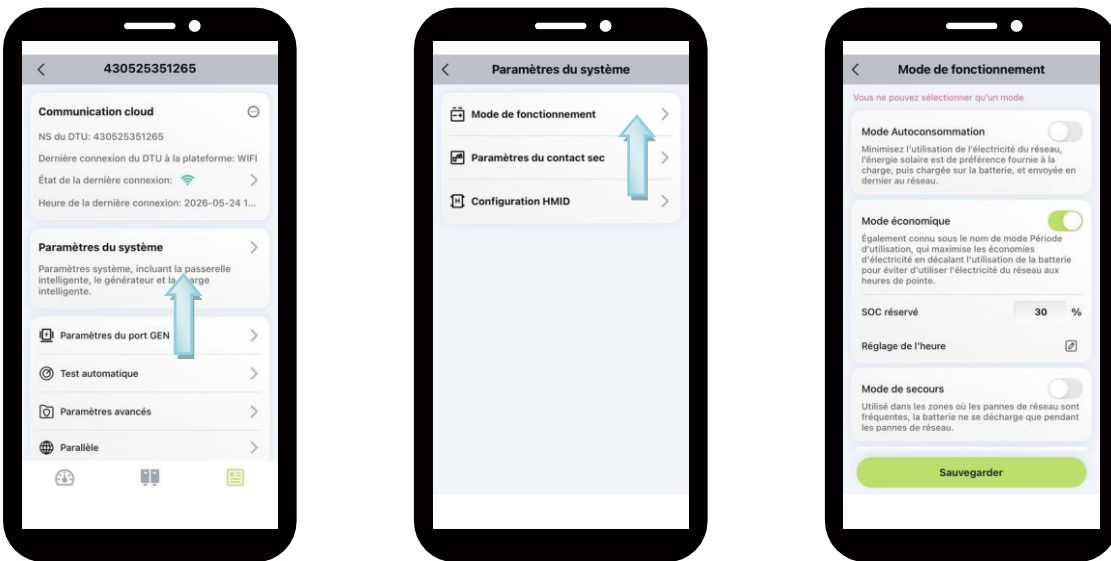 430525351265
Communication cloud
NS du DTU: 430525351265
Dernière connexion du DTU à la plateforme: WIFI
État de la dernière connexion:
Heure de la dernière connexion: 2026-05-24 1...
Paramètres du système
Paramètres système, incluant la passerelle
intelligente, le générateur et la
intelligente.
Paramètres du port GEN
Test automatique
Paramètres avancés
Parallèle
Paramètres du système
Mode de fonctionnement
Paramètres du contact sec
Configuration HMID
Mode de fonctionnement
Vous ne pouvez sélectionner qu'un mode
Mode Autoconsommation
Minimisez l'utilisation de l'électricité du réseau,
l'énergie solaire est de préférence fournie à la
charge, puis chargée sur la batterie, et envoyée en
dernier au réseau.
Mode économique
Également connu sous le nom de mode Période
d'utilisation, qui maximise les économies
d'électricité en décalant l'utilisation de la batterie
pour éviter d'utiliser l'électricité du réseau aux
heures de pointe.
SOC réservé 30 %
Réglage de l'heure
Mode de secours
Utilisé dans les zones où les pannes de réseau sont
fréquentes, la batterie ne se décharge que pendant
les pannes de réseau.
Sauvegarder